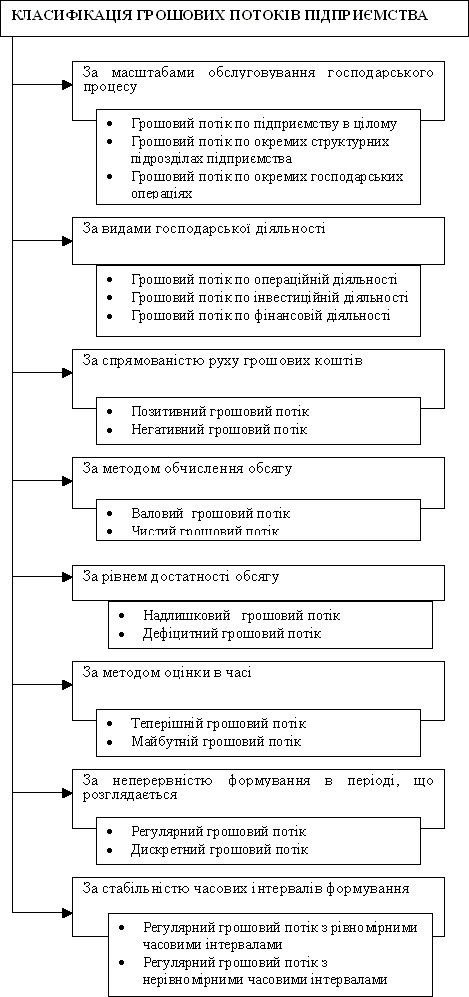 КЛАСИФІКАЦІЯ ГРОШОВИХ ПОТОКІВ ПІДПРИЄМСТВА
За масштабами обслуговування господарського
процесу
• Грошовий потік по підприємству в цілому
• Грошовий потік по окремих структурних
підрозділах підприємства
• Грошовий потік по окремих господарських
операціях
За видами господарської діяльності
• Грошовий потік по операційній діяльності
• Грошовий потік по інвестиційній діяльності
• Грошовий потік по фінансовій діяльності
За спрямованістю руху грошових коштів
• Позитивний грошовий потік
• Негативний грошовий потік
За методом обчислення обсягу
• Валовий грошовий потік
• Чистий грошовий потік
За рівнем достатності обсягу
• Надлишковий грошовий потік
• Дефіцитний грошовий потік
За методом оцінки в часі
• Теперішній грошовий потік
• Майбутній грошовий потік
За неперервністю формування в періоді, що
розглядається
• Регулярний грошовий потік
• Дискретний грошовий потік
За стабільністю часових інтервалів формування
• Регулярний грошовий потік з рівномірними
часовими інтервалами
• Регулярний грошовий потік з
нерівномірними часовими інтервалами